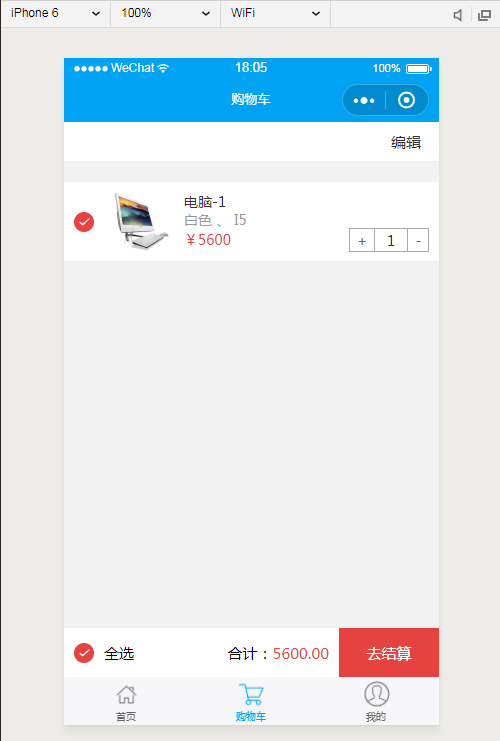 iPhone 6 100% WiFi
WeChat 18:05 100%
购物车
编辑
电脑-1
白色 、 I5
￥5600
+ 1 -
全选 合计：5600.00 去结算
首页 购物车 我的